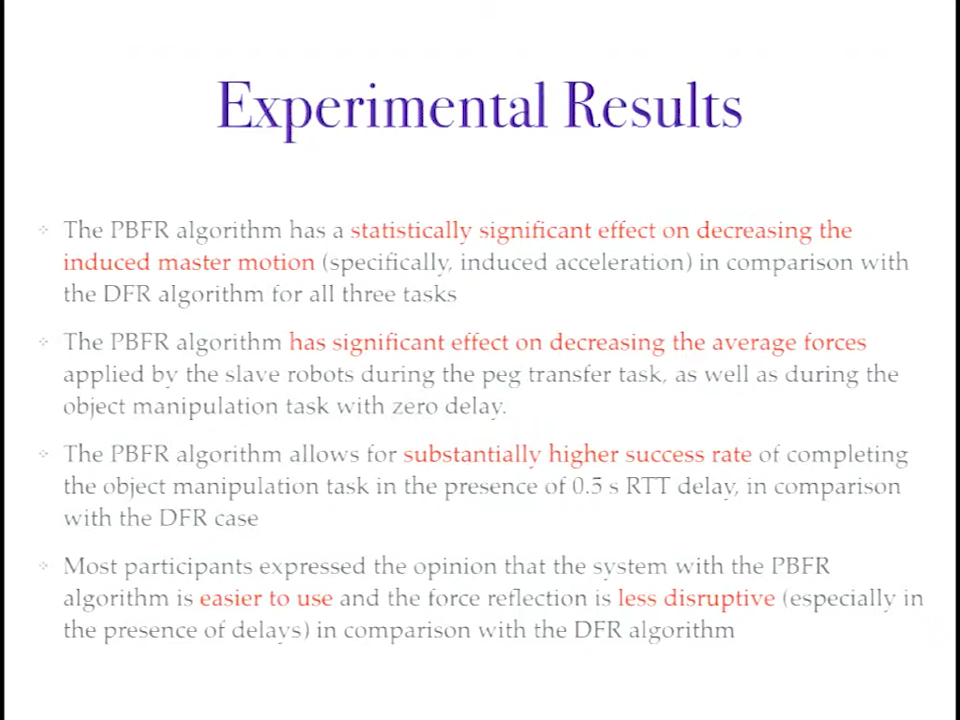 Experimental Results
The PBFR algorithm has a statistically significant effect on decreasing the
induced master motion (specifically, induced acceleration) in comparison with
the DFR algorithm for all three tasks
The PBFR algorithm has significant effect on decreasing the average forces
applied by the slave robots during the peg transfer task, as well as during the
object manipulation task with zero delay.
The PBFR algorithm allows for substantially higher success rate of completing
the object manipulation task in the presence of 0.5 s RTT delay, in comparison
with the DFR case
Most participants expressed the opinion that the system with the PBFR
algorithm is easier to use and the force reflection is less disruptive (especially in
the presence of delays) in comparison with the DFR algorithm